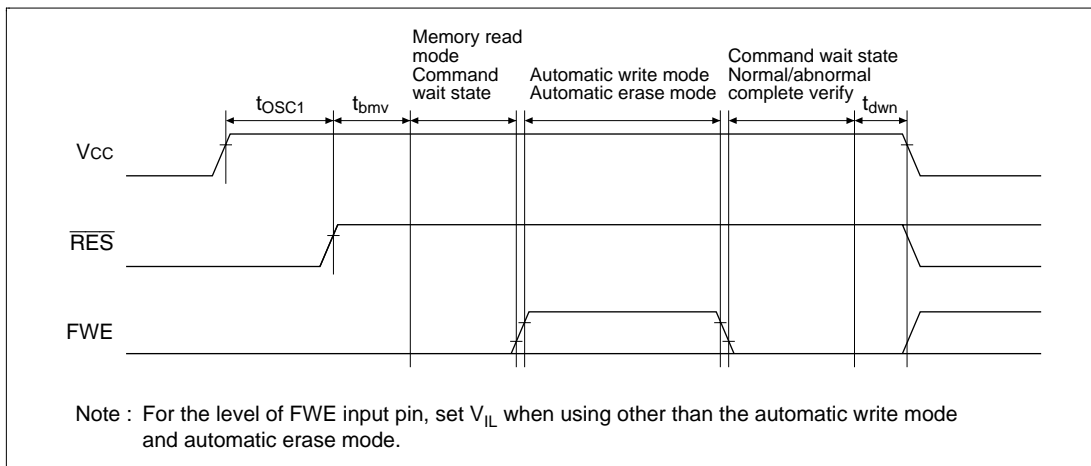 Memory read
mode
Command
wait state
Automatic write mode
Automatic erase mode
Command wait state
Normal/abnormal
complete verify
tOSC1
tbmv
tdwn
VCC
RES
FWE
Note : For the level of FWE input pin, set VIL when using other than the automatic write mode
and automatic erase mode.